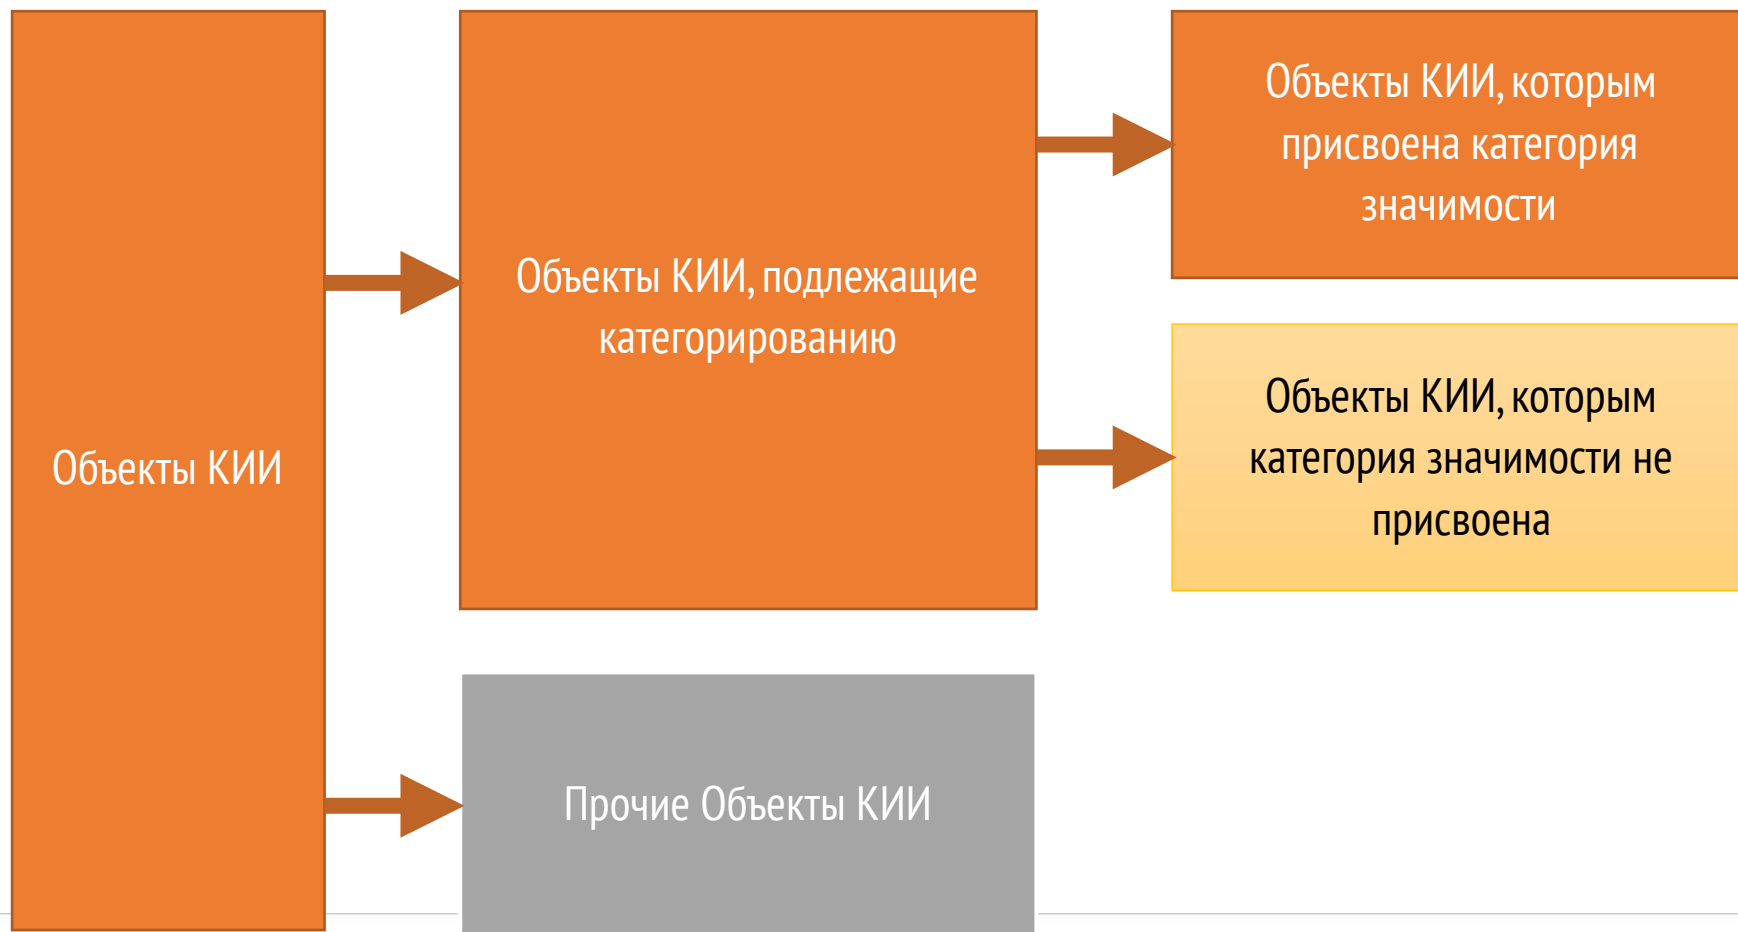 Объекты КИИ
Объекты КИИ, подлежащие
категорированию
Прочие Объекты КИИ
Объекты КИИ, которым
присвоена категория
значимости
Объекты КИИ, которым
категория значимости не
присвоена